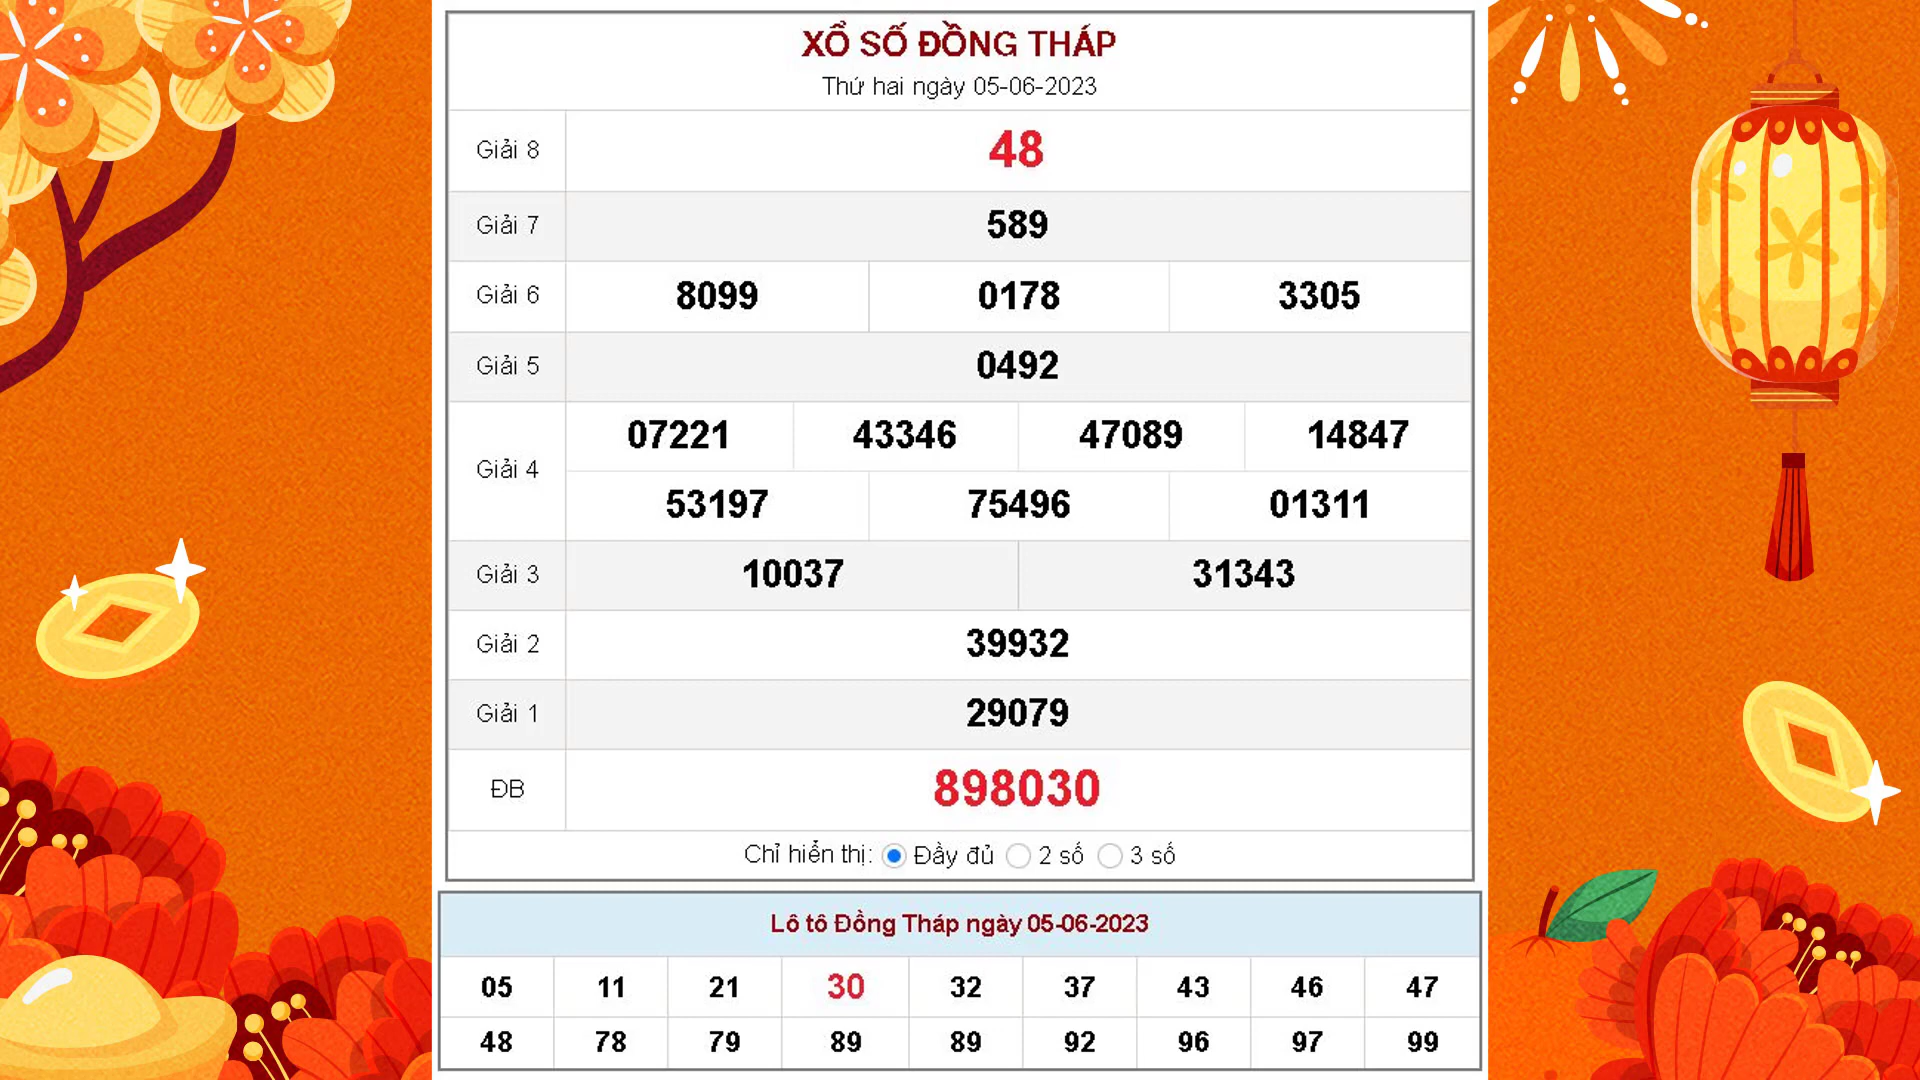 XỔ SỐ ĐỒNG THÁP
Thứ hai ngày 05-06-2023
Giải 8 48
Giải 7 589
Giải 6 8099 0178 3305
Giải 5 0492
Giải 4 07221 43346 47089 14847
53197 75496 01311
Giải 3 10037 31343
Giải 2 39932
Giải 1 29079
ĐB 898030
Chỉ hiển thị: Đầy đủ 2 số 3 số
Lô tô Đồng Tháp ngày 05-06-2023
05 11 21 30 32 37 43 46 47
48 78 79 89 89 92 96 97 99